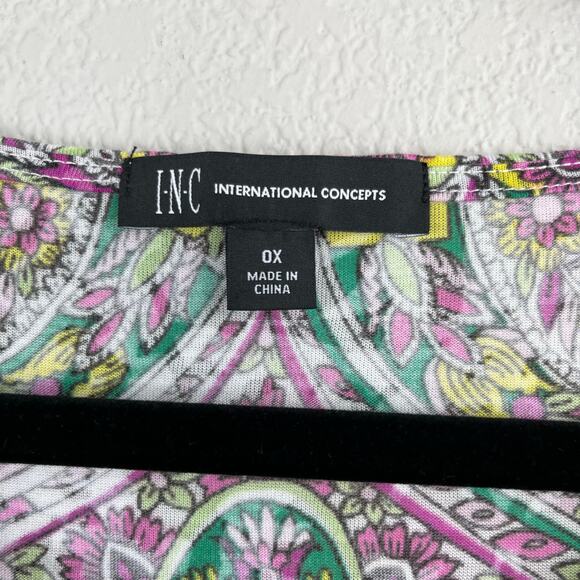 I·N·C INTERNATIONAL CONCEPTS
0X
MADE IN
CHINA